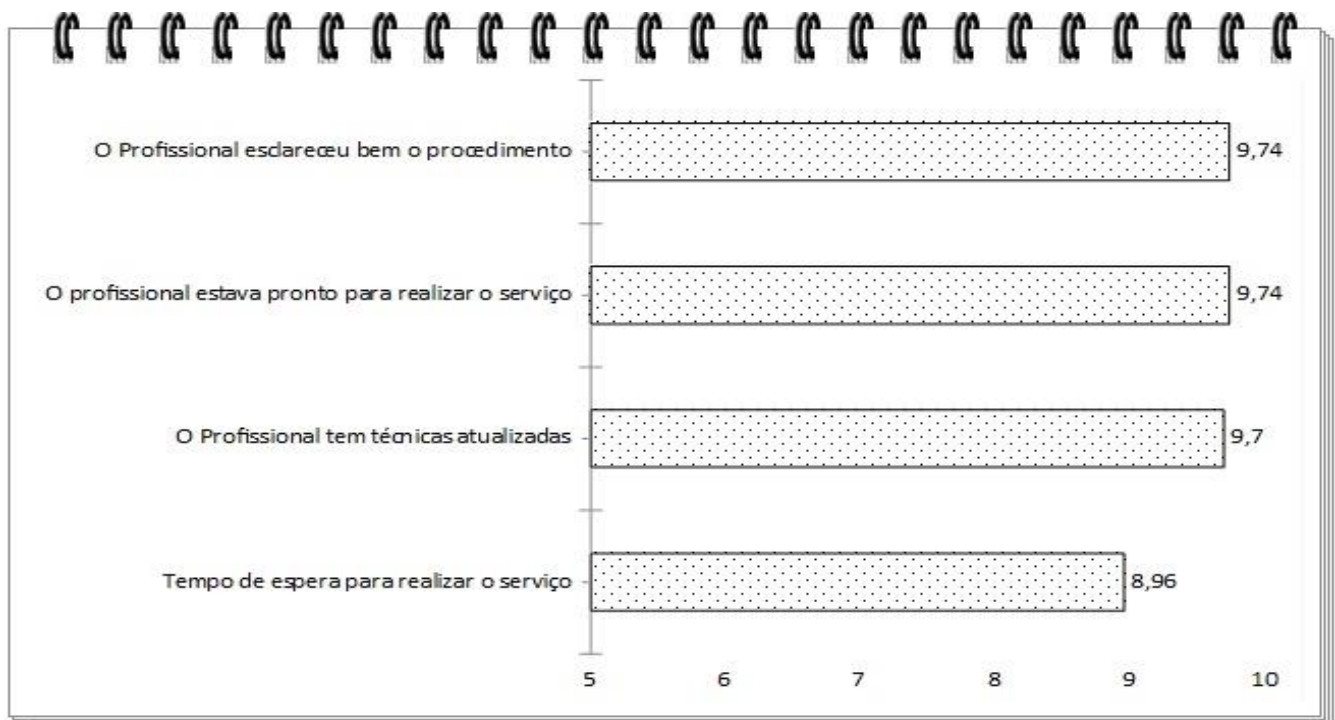 O Profissional esclareceu bem o procedimento
9,74
O profissional estava pronto para realizar o serviço
9,74
O Profissional tem técnicas atualizadas
9,7
Tempo de espera para realizar o serviço
8,96
5 6 7 8 9 10